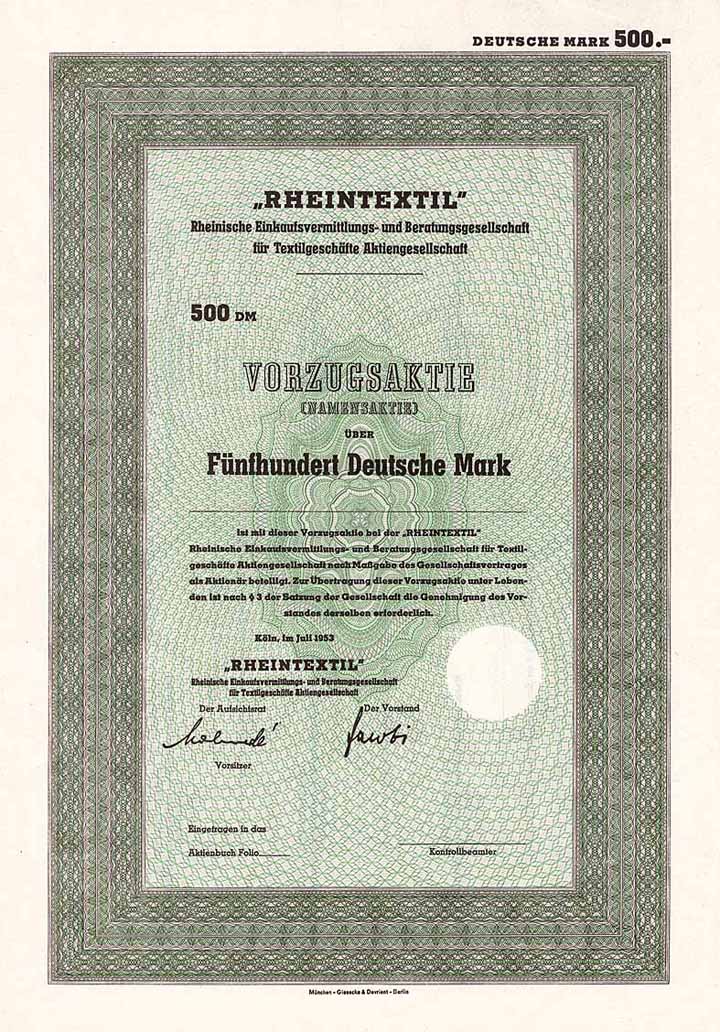 DEUTSCHE MARK 500.-
„RHEINTEXTIL"
Rheinische Einkaufsvermittlungs- und Beratungsgesellschaft
für Textilgeschäfte Aktiengesellschaft
500 DM
VORZUGSAKTIE
(NAMENSAKTIE)
ÜBER
Fünfhundert Deutsche Mark
Ist mit dieser Vorzugsaktie bei der „RHEINTEXTIL"
Rheinische Einkaufsvermittlungs- und Beratungsgesellschaft für Textil-
geschäfte Aktiengesellschaft nach Maßgabe des Gesellschaftsvertrages
als Aktionär beteiligt. Zur Übertragung dieser Vorzugsaktie unter Leben-
den ist nach § 3 der Satzung der Gesellschaft die Genehmigung des Vor-
standes derselben erforderlich.
Köln, im Juli 1953
„RHEINTEXTIL"
Rheinische Einkaufsvermittlungs- und Beratungsgesellschaft
für Textilgeschäfte Aktiengesellschaft
Der Aufsichtsrat Der Vorstand
Jacobi
Vorsitzer
Eingetragen in das
Aktienbuch Folio Kontrollbeamter
München - Giesecke & Devrient - Berlin